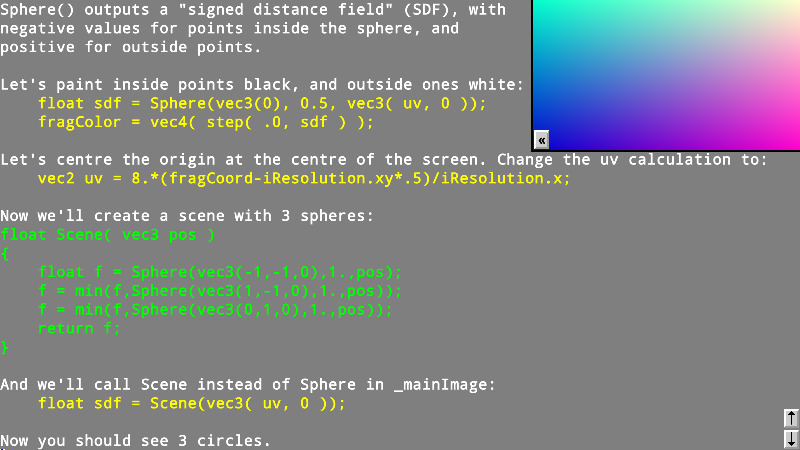 Sphere() outputs a "signed distance field" (SDF), with
negative values for points inside the sphere, and
positive for outside points.
Let's paint inside points black, and outside ones white:
float sdf = Sphere(vec3(0), 0.5, vec3( uv, 0 ));
fragColor = vec4( step( .0, sdf ) );
«
Let's centre the origin at the centre of the screen. Change the uv calculation to:
vec2 uv = 8.*(fragCoord-iResolution.xy*.5)/iResolution.x;
Now we'll create a scene with 3 spheres:
float Scene( vec3 pos )
{
float f = Sphere(vec3(-1,-1,0),1.,pos);
f = min(f,Sphere(vec3(1,-1,0),1.,pos));
f = min(f,Sphere(vec3(0,1,0),1.,pos));
return f;
}
And we'll call Scene instead of Sphere in _mainImage:
float sdf = Scene(vec3( uv, 0 ));
Now you should see 3 circles.
↑
↓